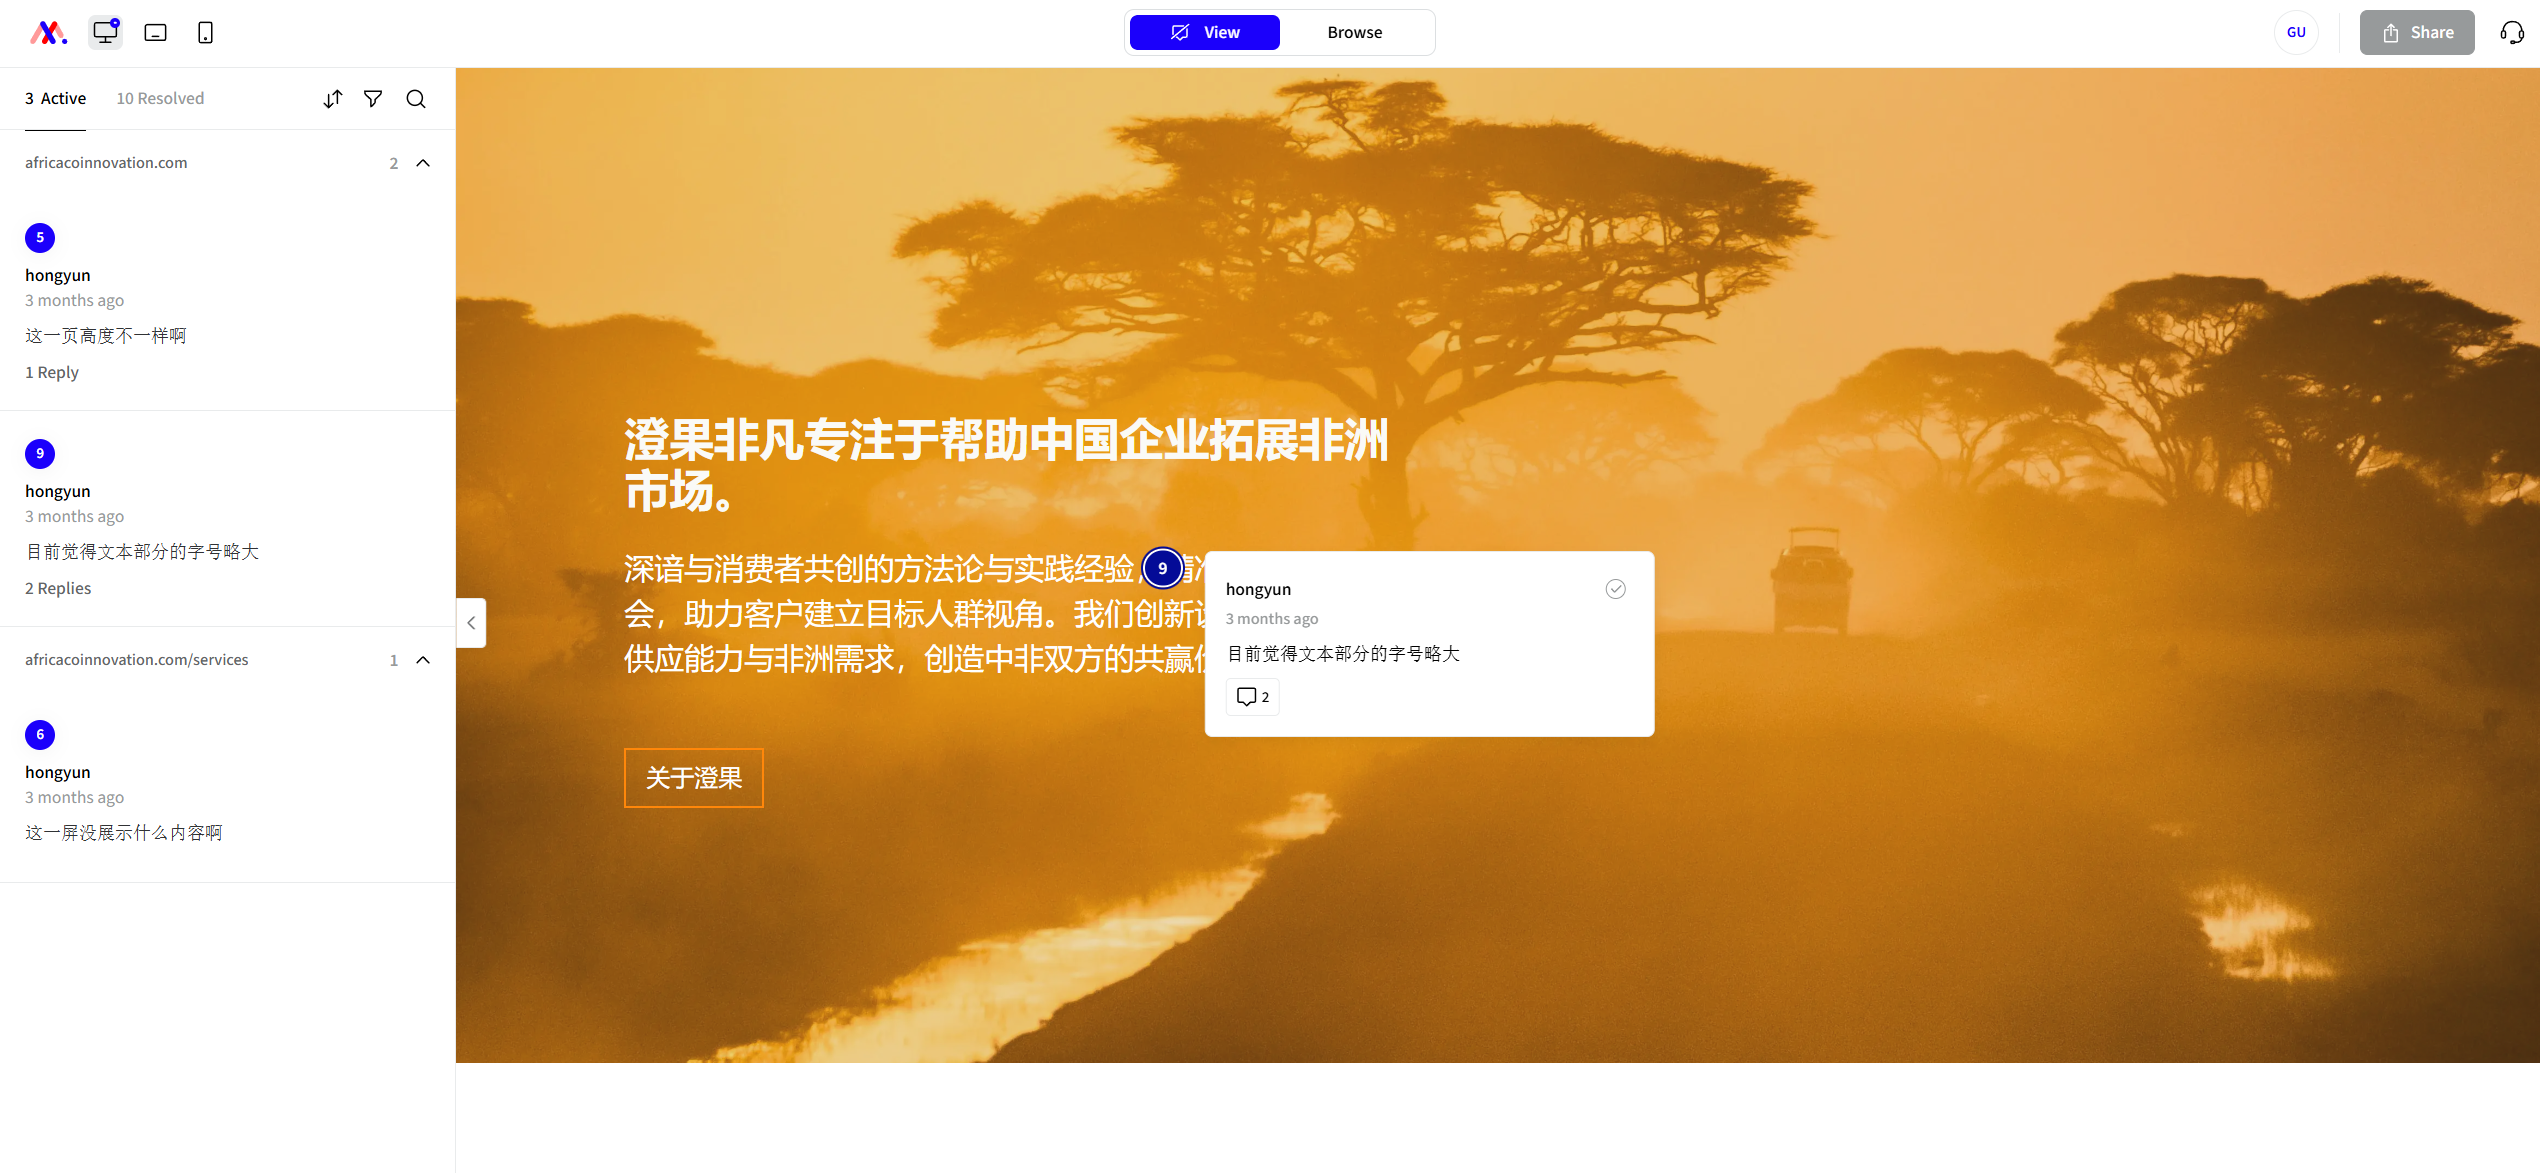 View
Browse
GU
Share
3 Active
10 Resolved
africacoinnovation.com
2
5
hongyun
3 months ago
这一页高度不一样啊
1 Reply
9
hongyun
3 months ago
目前觉得文本部分的字号略大
2 Replies
africacoinnovation.com/services
1
6
hongyun
3 months ago
这一屏没展示什么内容啊
澄果非凡专注于帮助中国企业拓展非洲
市场。
深谙与消费者共创的方法论与实践经验，
会，助力客户建立目标人群视角。我们创新
供应能力与非洲需求，创造中非双方的共赢
关于澄果
9
hongyun
3 months ago
目前觉得文本部分的字号略大
2